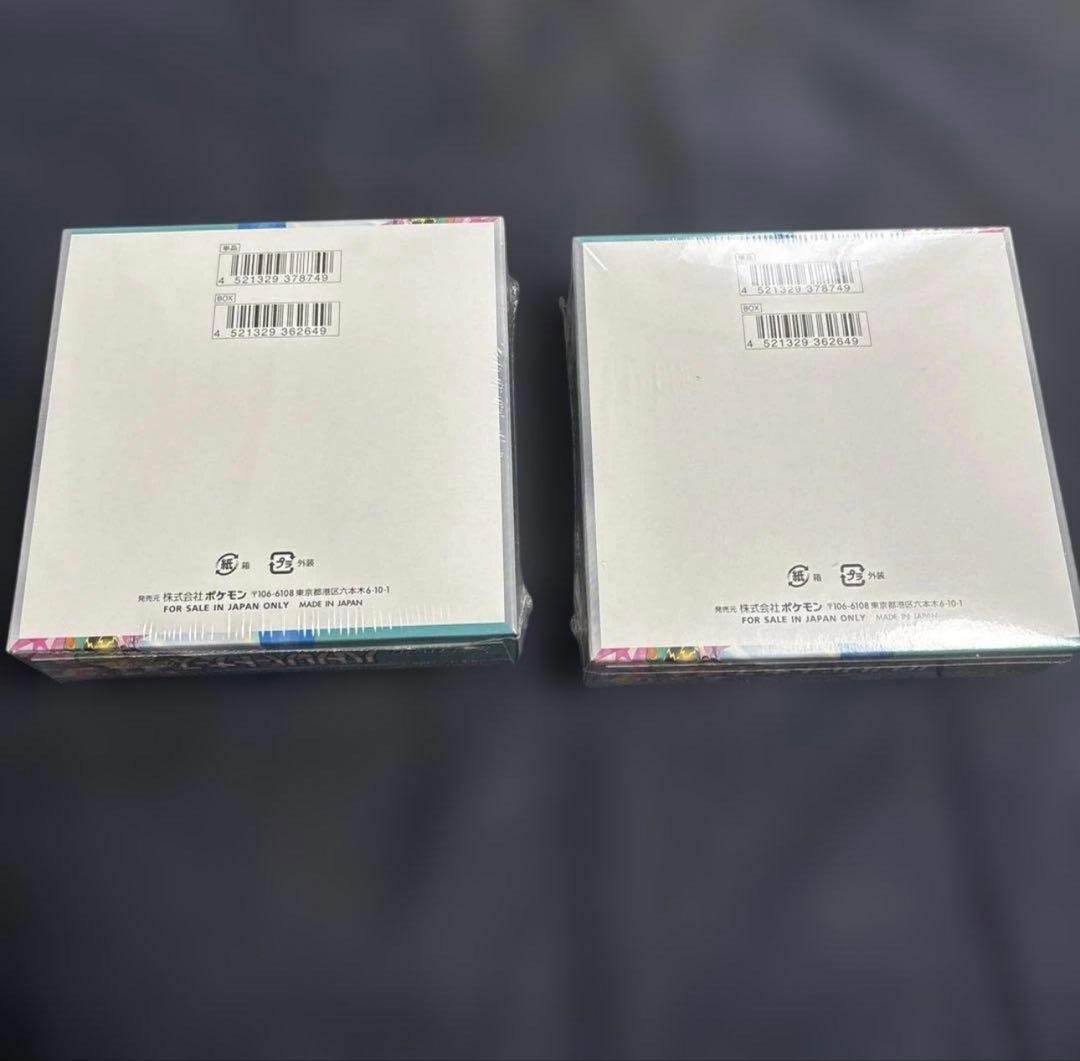 単品
4 521329 378749
BOX
4 521329 362649
紙 箱 プラ 外装
発売元 株式会社ポケモン 〒106-6108 東京都港区六本木6-10-1
FOR SALE IN JAPAN ONLY MADE IN JAPAN
単品
4 521329 378749
BOX
4 521329 362649
紙 箱 プラ 外装
発売元 株式会社ポケモン 〒106-6108 東京都港区六本木6-10-1
FOR SALE IN JAPAN ONLY MADE IN JAPAN